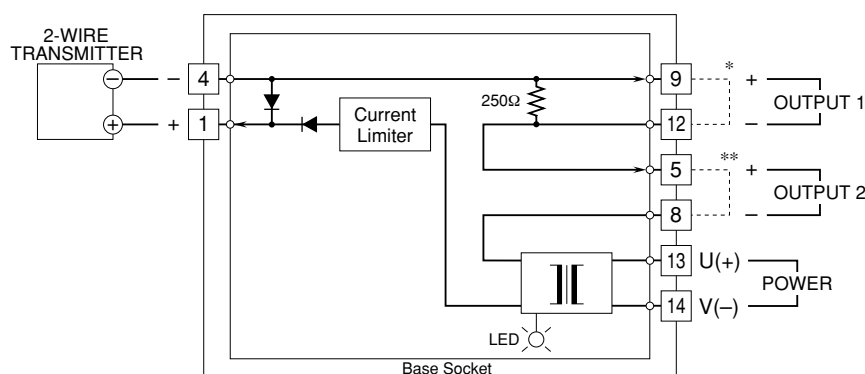 2-WIRE
TRANSMITTER
− − 4
+ + 1
Current
Limiter
250Ω
9 * +
OUTPUT 1
12 −
5 ** +
OUTPUT 2
8 −
13 U(+)
POWER
14 V(–)
LED
Base Socket